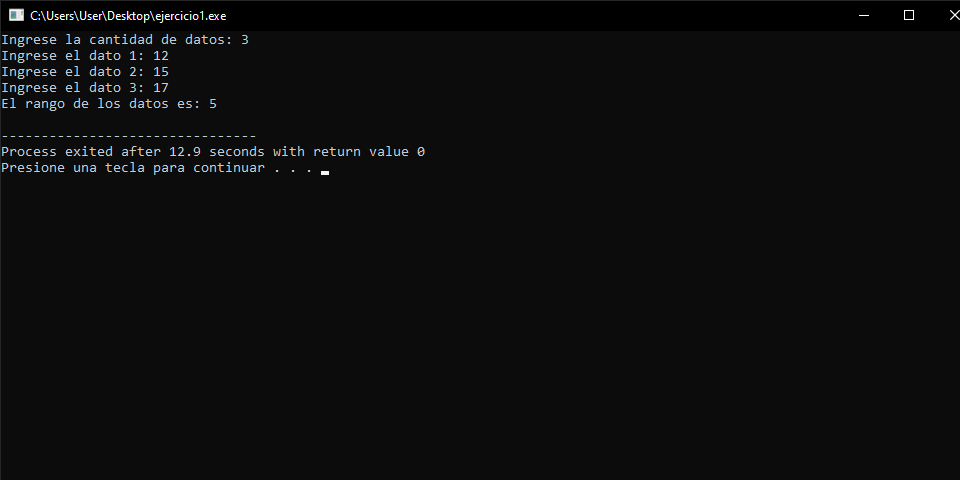 C:\Users\User\Desktop\ejercicio1.exe
Ingrese la cantidad de datos: 3
Ingrese el dato 1: 12
Ingrese el dato 2: 15
Ingrese el dato 3: 17
El rango de los datos es: 5
--------------------------------
Process exited after 12.9 seconds with return value 0
Presione una tecla para continuar . . .